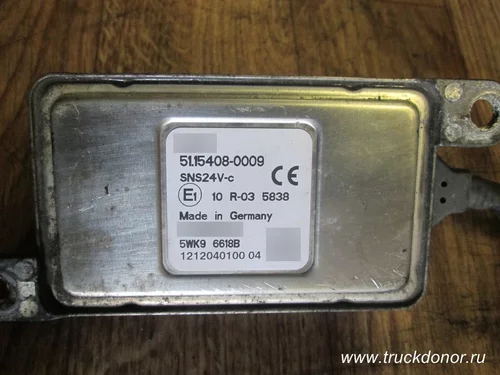 51.15408-0009
SNS24V-c
CE
E1 10 R-03 5838
Made in Germany
5WK9 6618B
1212040100 04
www.truckdonor.ru